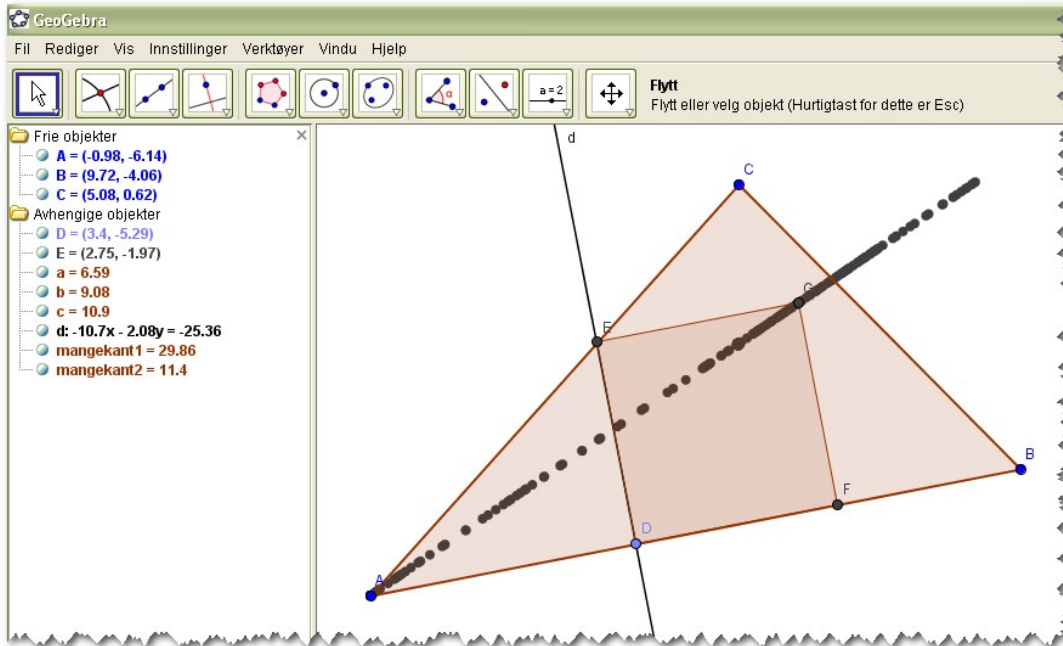 GeoGebra
Fil Rediger Vis Innstillinger Verktøyer Vindu Hjelp
α
a = 2
Flytt
Flytt eller velg objekt (Hurtigtast for dette er Esc)
Frie objekter
A = (-0.98, -6.14)
B = (9.72, -4.06)
C = (5.08, 0.62)
Avhengige objekter
D = (3.4, -5.29)
E = (2.75, -1.97)
a = 6.59
b = 9.08
c = 10.9
d: -10.7x - 2.08y = -25.36
mangekant1 = 29.86
mangekant2 = 11.4
d
C
G
E
B
F
D
A